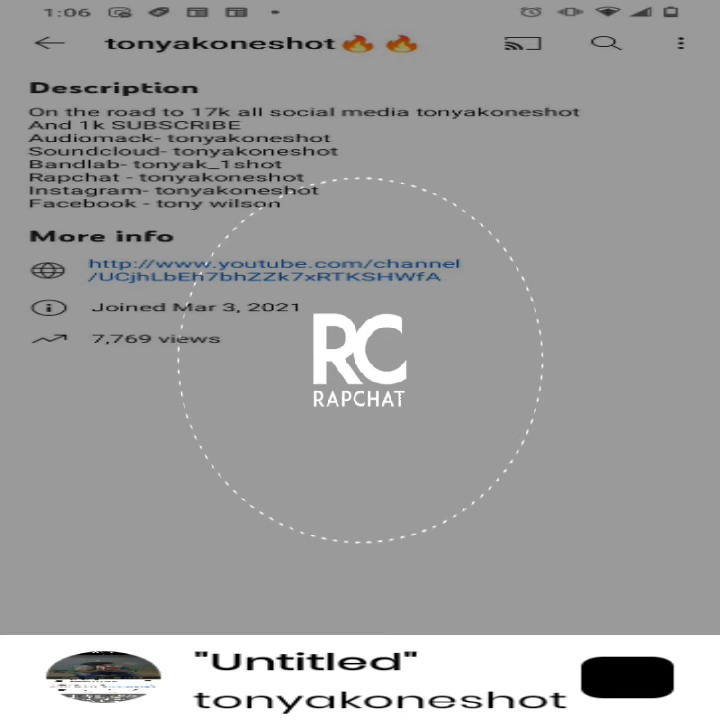 1:06
tonyakoneshot🔥🔥
Description
On the road to 17k all social media tonyakoneshot
And 1k SUBSCRIBE
Audiomack- tonyakoneshot
Soundcloud- tonyakoneshot
Bandlab- tonyak_1shot
Rapchat - tonyakoneshot
Instagram- tonyakoneshot
Facebook - tony wilson
More info
http://www.youtube.com/channel
/UCjhLbEh7bhZZk7xRTKSHWfA
Joined Mar 3, 2021
7,769 views
RC
RAPCHAT
"Untitled"
tonyakoneshot